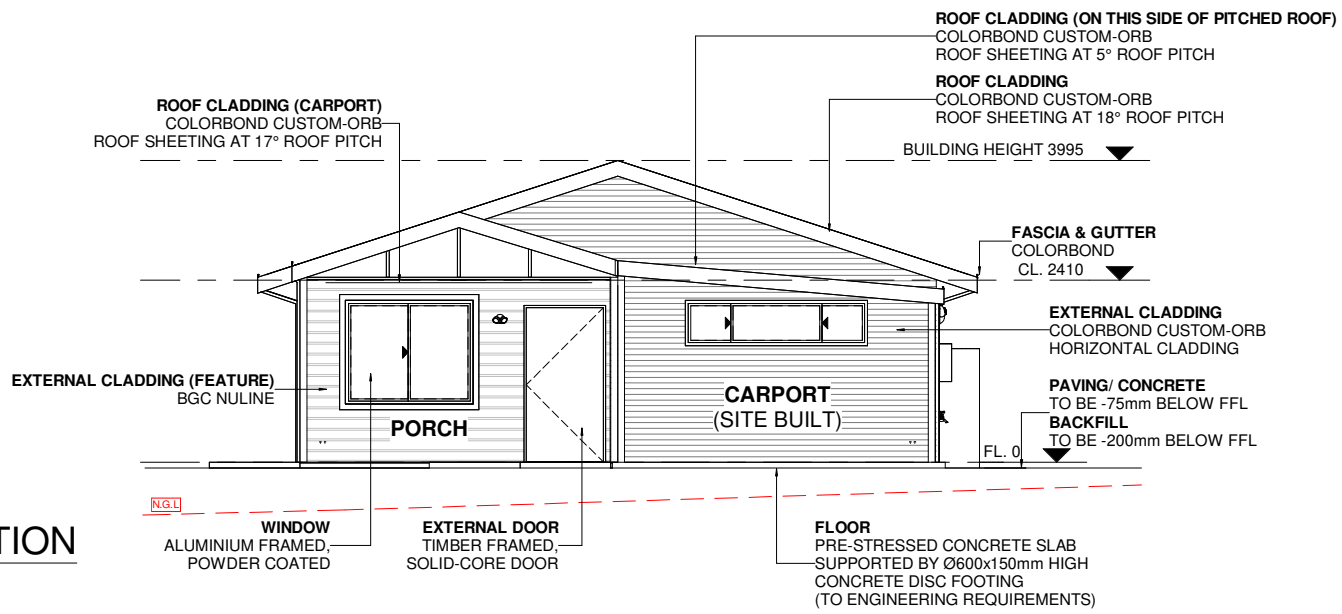 ROOF CLADDING (ON THIS SIDE OF PITCHED ROOF)
COLORBOND CUSTOM-ORB
ROOF SHEETING AT 5° ROOF PITCH
ROOF CLADDING
COLORBOND CUSTOM-ORB
ROOF SHEETING AT 18° ROOF PITCH
ROOF CLADDING (CARPORT)
COLORBOND CUSTOM-ORB
ROOF SHEETING AT 17° ROOF PITCH
BUILDING HEIGHT 3995
FASCIA & GUTTER
COLORBOND
CL. 2410
EXTERNAL CLADDING
COLORBOND CUSTOM-ORB
HORIZONTAL CLADDING
EXTERNAL CLADDING (FEATURE)
BGC NULINE
PORCH
CARPORT
(SITE BUILT)
PAVING/ CONCRETE
TO BE -75mm BELOW FFL
BACKFILL
TO BE -200mm BELOW FFL
FL. 0
N.G.L
TION
WINDOW
ALUMINIUM FRAMED,
POWDER COATED
EXTERNAL DOOR
TIMBER FRAMED,
SOLID-CORE DOOR
FLOOR
PRE-STRESSED CONCRETE SLAB
SUPPORTED BY Ø600x150mm HIGH
CONCRETE DISC FOOTING
(TO ENGINEERING REQUIREMENTS)